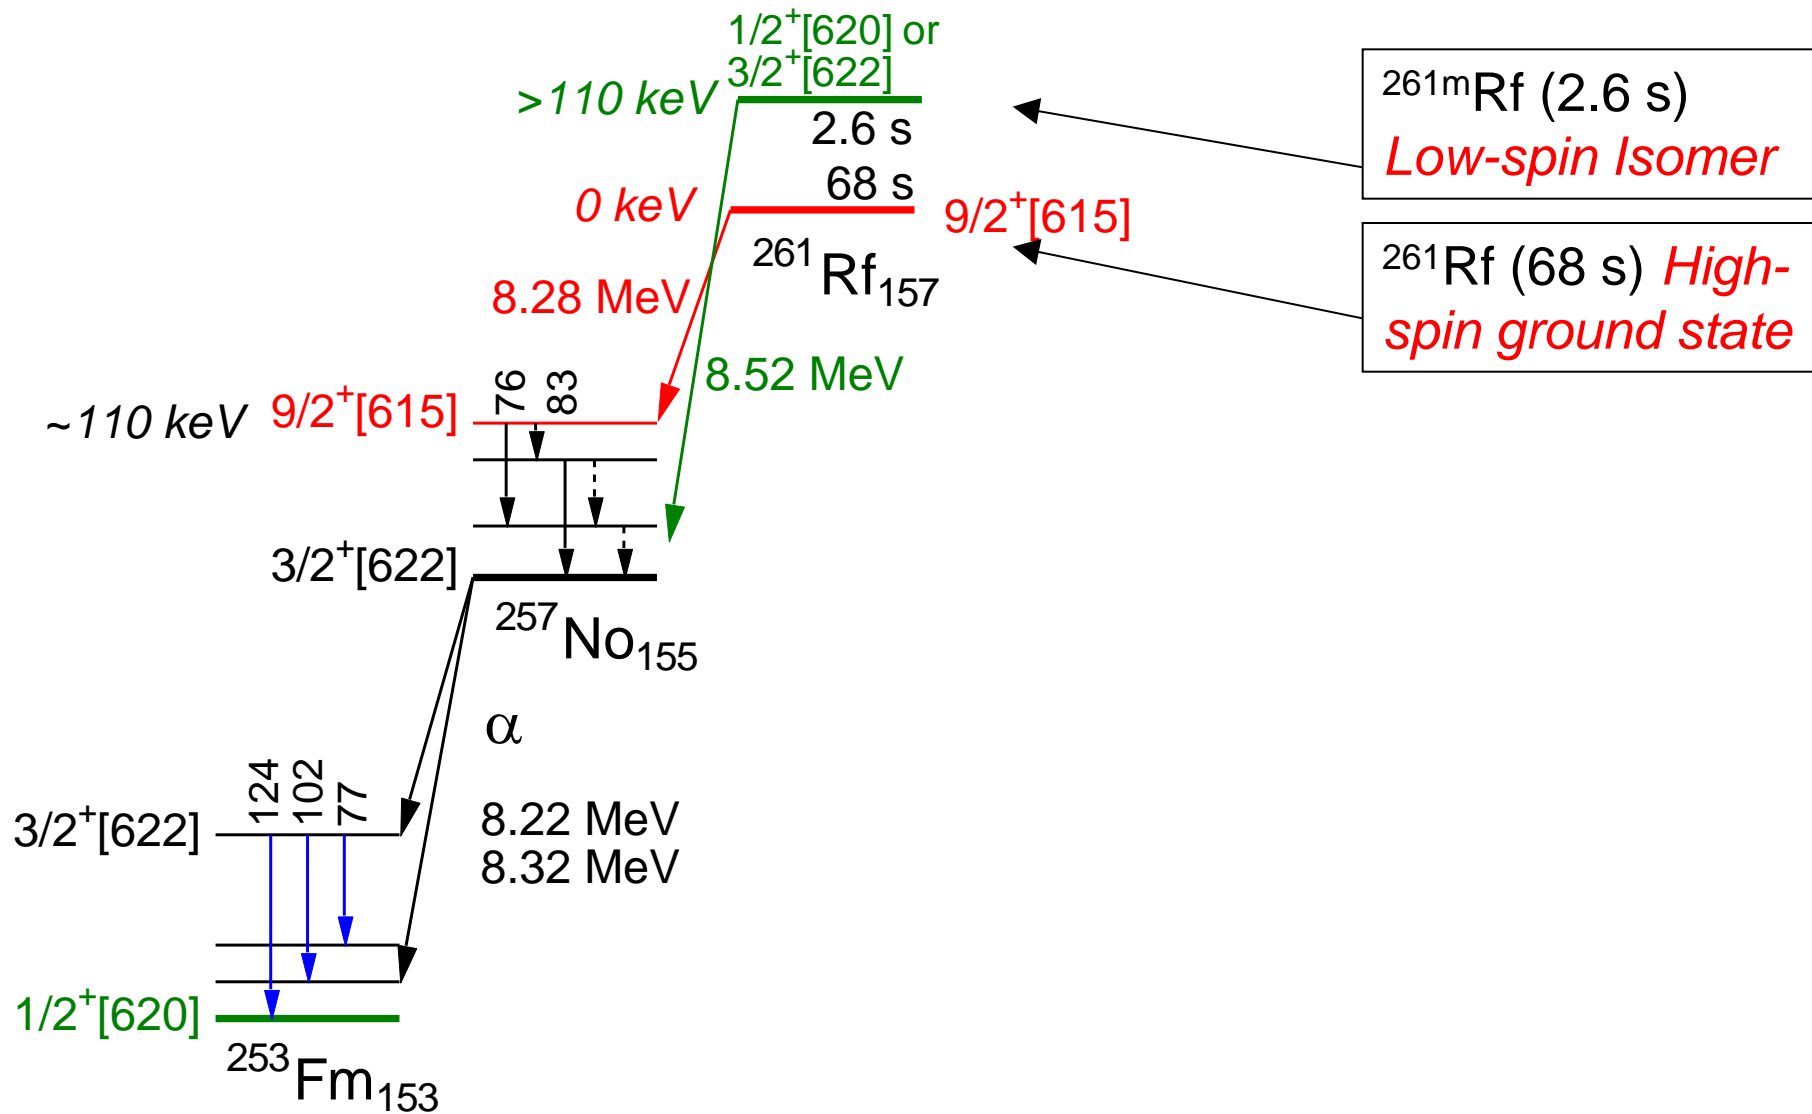 1/2⁺[620] or
3/2⁺[622]
>110 keV
2.6 s
68 s
0 keV
9/2⁺[615]
²⁶¹Rf₁₅₇
²⁶¹ᵐRf (2.6 s)
Low-spin Isomer
²⁶¹Rf (68 s) High-
spin ground state
8.28 MeV
8.52 MeV
~110 keV
9/2⁺[615]
76
83
3/2⁺[622]
²⁵⁷No₁₅₅
α
8.22 MeV
8.32 MeV
124
102
77
3/2⁺[622]
1/2⁺[620]
²⁵³Fm₁₅₃